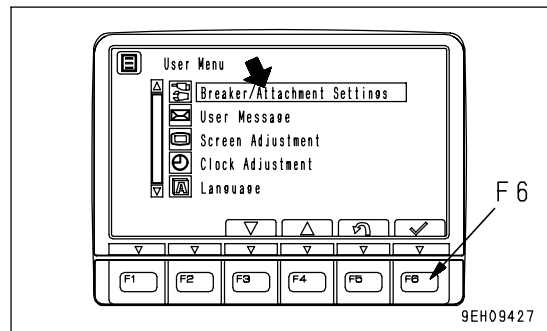 User Menu
Breaker/Attachment Settings
User Message
Screen Adjustment
Clock Adjustment
A Language
F6
F1 F2 F3 F4 F5 F6
9EH09427